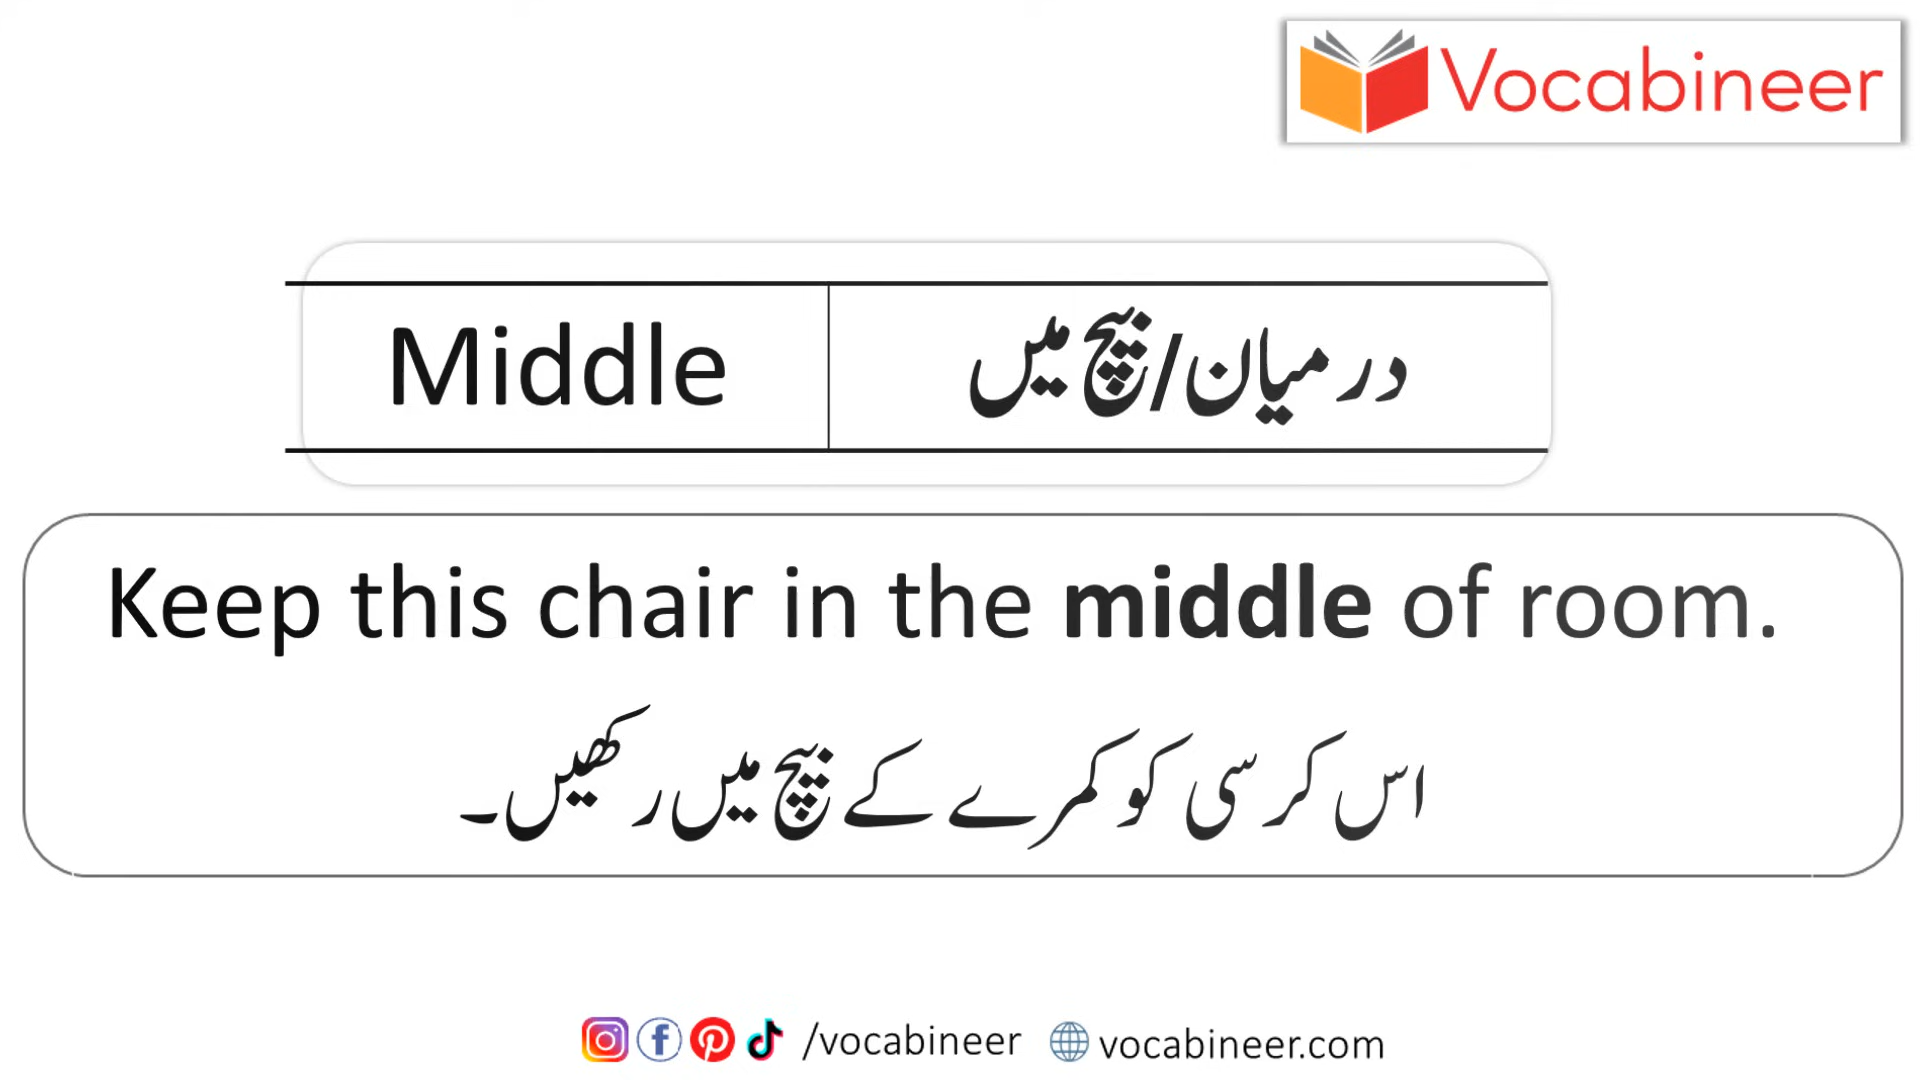 Vocabineer
Middle
درمیان/بیچ میں
Keep this chair in the middle of room.
اس کرسی کو کمرے کے بیچ میں رکھیں۔
/vocabineer vocabineer.com